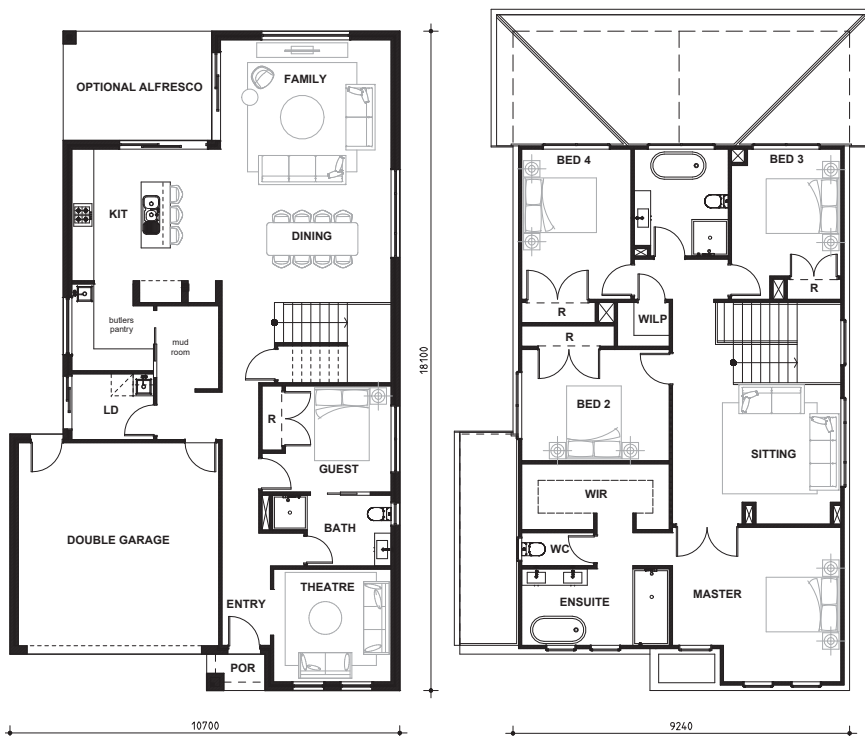 OPTIONAL ALFRESCO
FAMILY
KIT
DINING
butlers
pantry
mud
room
LD
R
GUEST
DOUBLE GARAGE
BATH
ENTRY
THEATRE
POR
18100
10700
BED 4
BED 3
R
WILP
R
R
BED 2
SITTING
WIR
WC
ENSUITE
MASTER
9240